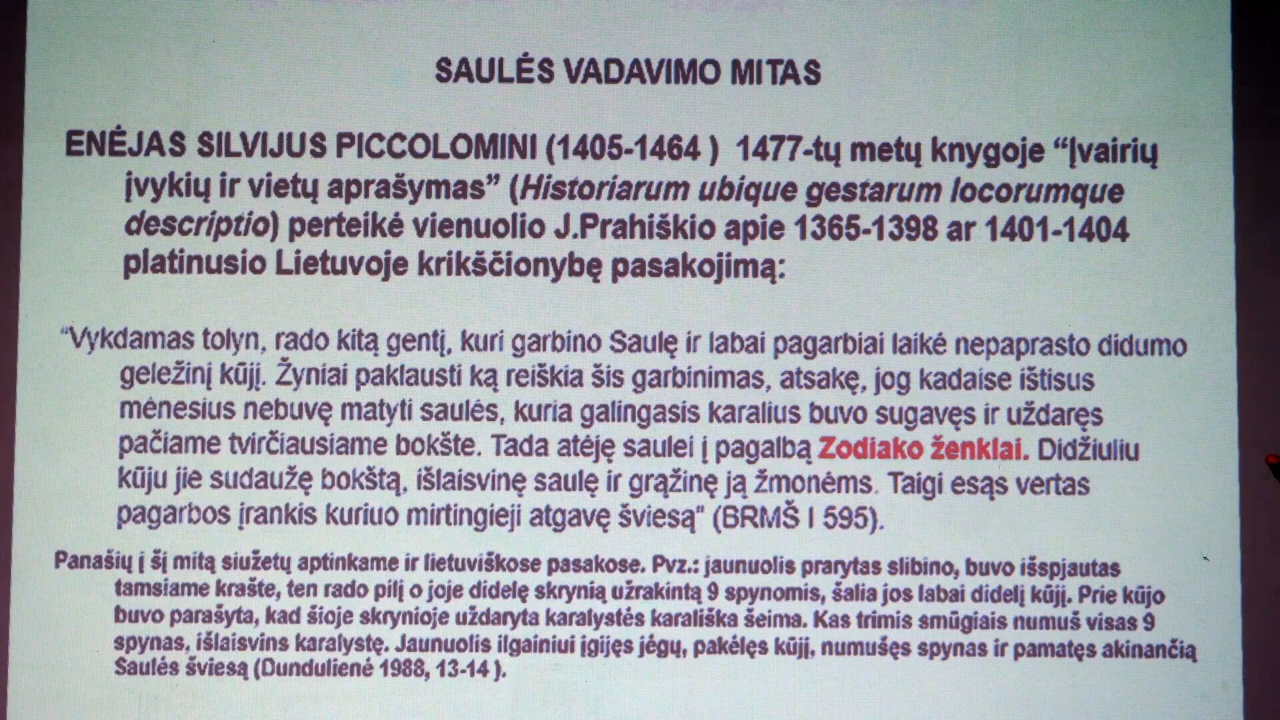 SAULĖS VADAVIMO MITAS
ENĖJAS SILVIJUS PICCOLOMINI (1405-1464 ) 1477-tų metų knygoje “Įvairių
įvykių ir vietų aprašymas” (Historiarum ubique gestarum locorumque
descriptio) perteikė vienuolio J.Prahiškio apie 1365-1398 ar 1401-1404
platinusio Lietuvoje krikščionybę pasakojimą:
“Vykdamas tolyn, rado kitą gentį, kuri garbino Saulę ir labai pagarbiai laikė nepaprasto didumo
geležinį kūjį. Žyniai paklausti ką reiškia šis garbinimas, atsakę, jog kadaise ištisus
mėnesius nebuvę matyti saulės, kuria galingasis karalius buvo sugavęs ir uždaręs
pačiame tvirčiausiame bokšte. Tada atėję saulei į pagalbą Zodiako ženklai. Didžiuliu
kūju jie sudaužę bokštą, išlaisvinę saulę ir grąžinę ją žmonėms. Taigi esąs vertas
pagarbos įrankis kuriuo mirtingieji atgavę šviesą” (BRMŠ I 595).
Panašių į šį mitą siužetų aptinkame ir lietuviškose pasakose. Pvz.: jaunuolis prarytas slibino, buvo išspjautas
tamsiame krašte, ten rado pilį o joje didelę skrynią užrakintą 9 spynomis, šalia jos labai didelį kūjį. Prie kūjo
buvo parašyta, kad šioje skrynioje uždaryta karalystės karališka šeima. Kas trimis smūgiais numuš visas 9
spynas, išlaisvins karalystę. Jaunuolis ilgainiui įgijęs jėgų, pakėlęs kūjį, numušęs spynas ir pamatęs akinančią
Saulės šviesą (Dundulienė 1988, 13-14 ).